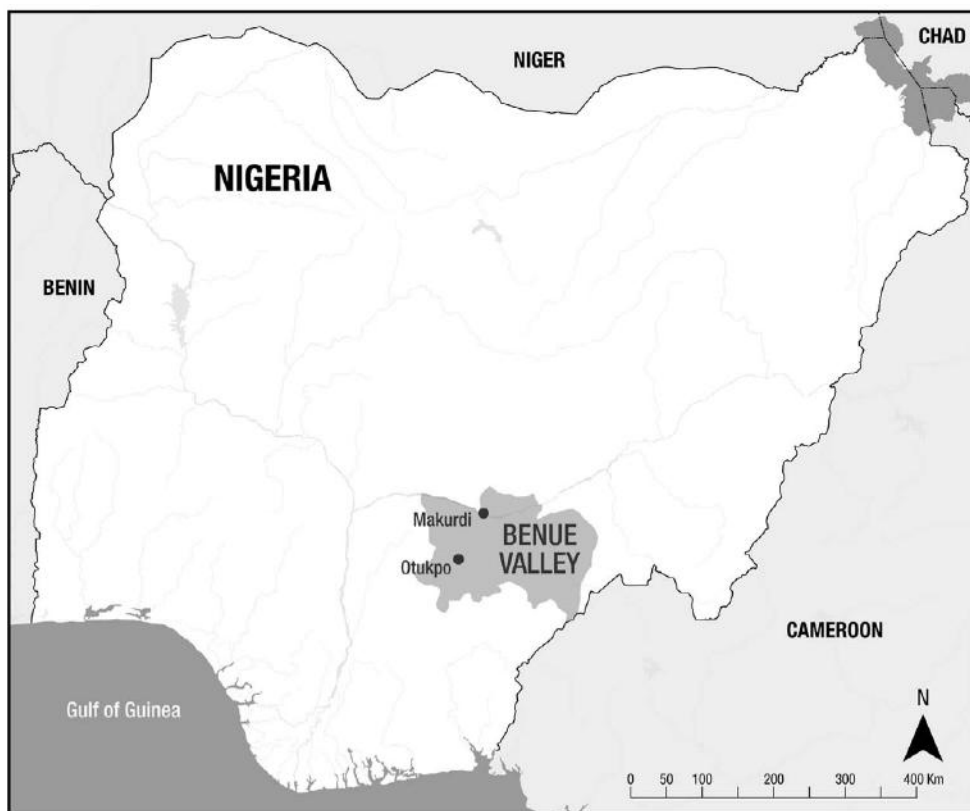 CHAD
NIGER
NIGERIA
BENIN
Makurdi
BENUE
VALLEY
Otukpo
CAMEROON
Gulf of Guinea
N
0 50 100 200 300 400 Km